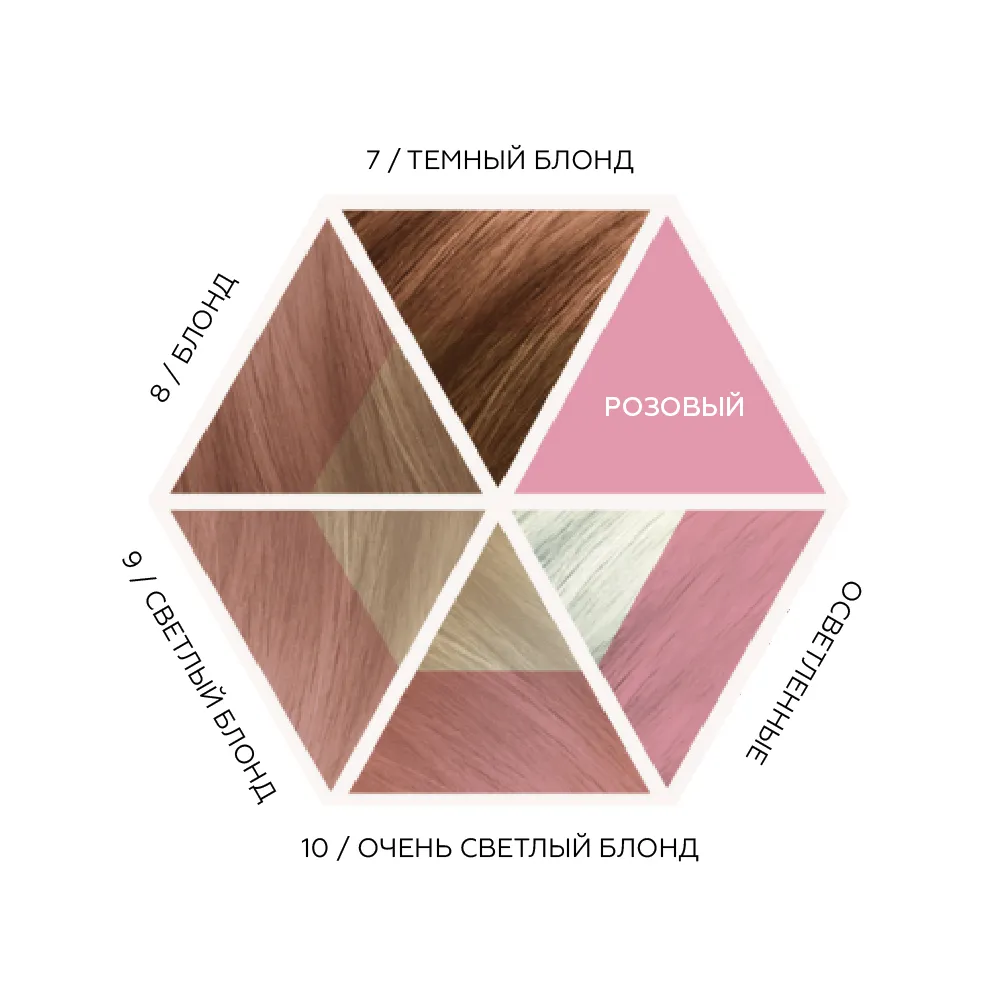 7 / ТЕМНЫЙ БЛОНД
8 / БЛОНД
РОЗОВЫЙ
9 / СВЕТЛЫЙ БЛОНД
ОСВЕТЛЕННЫЕ
10 / ОЧЕНЬ СВЕТЛЫЙ БЛОНД